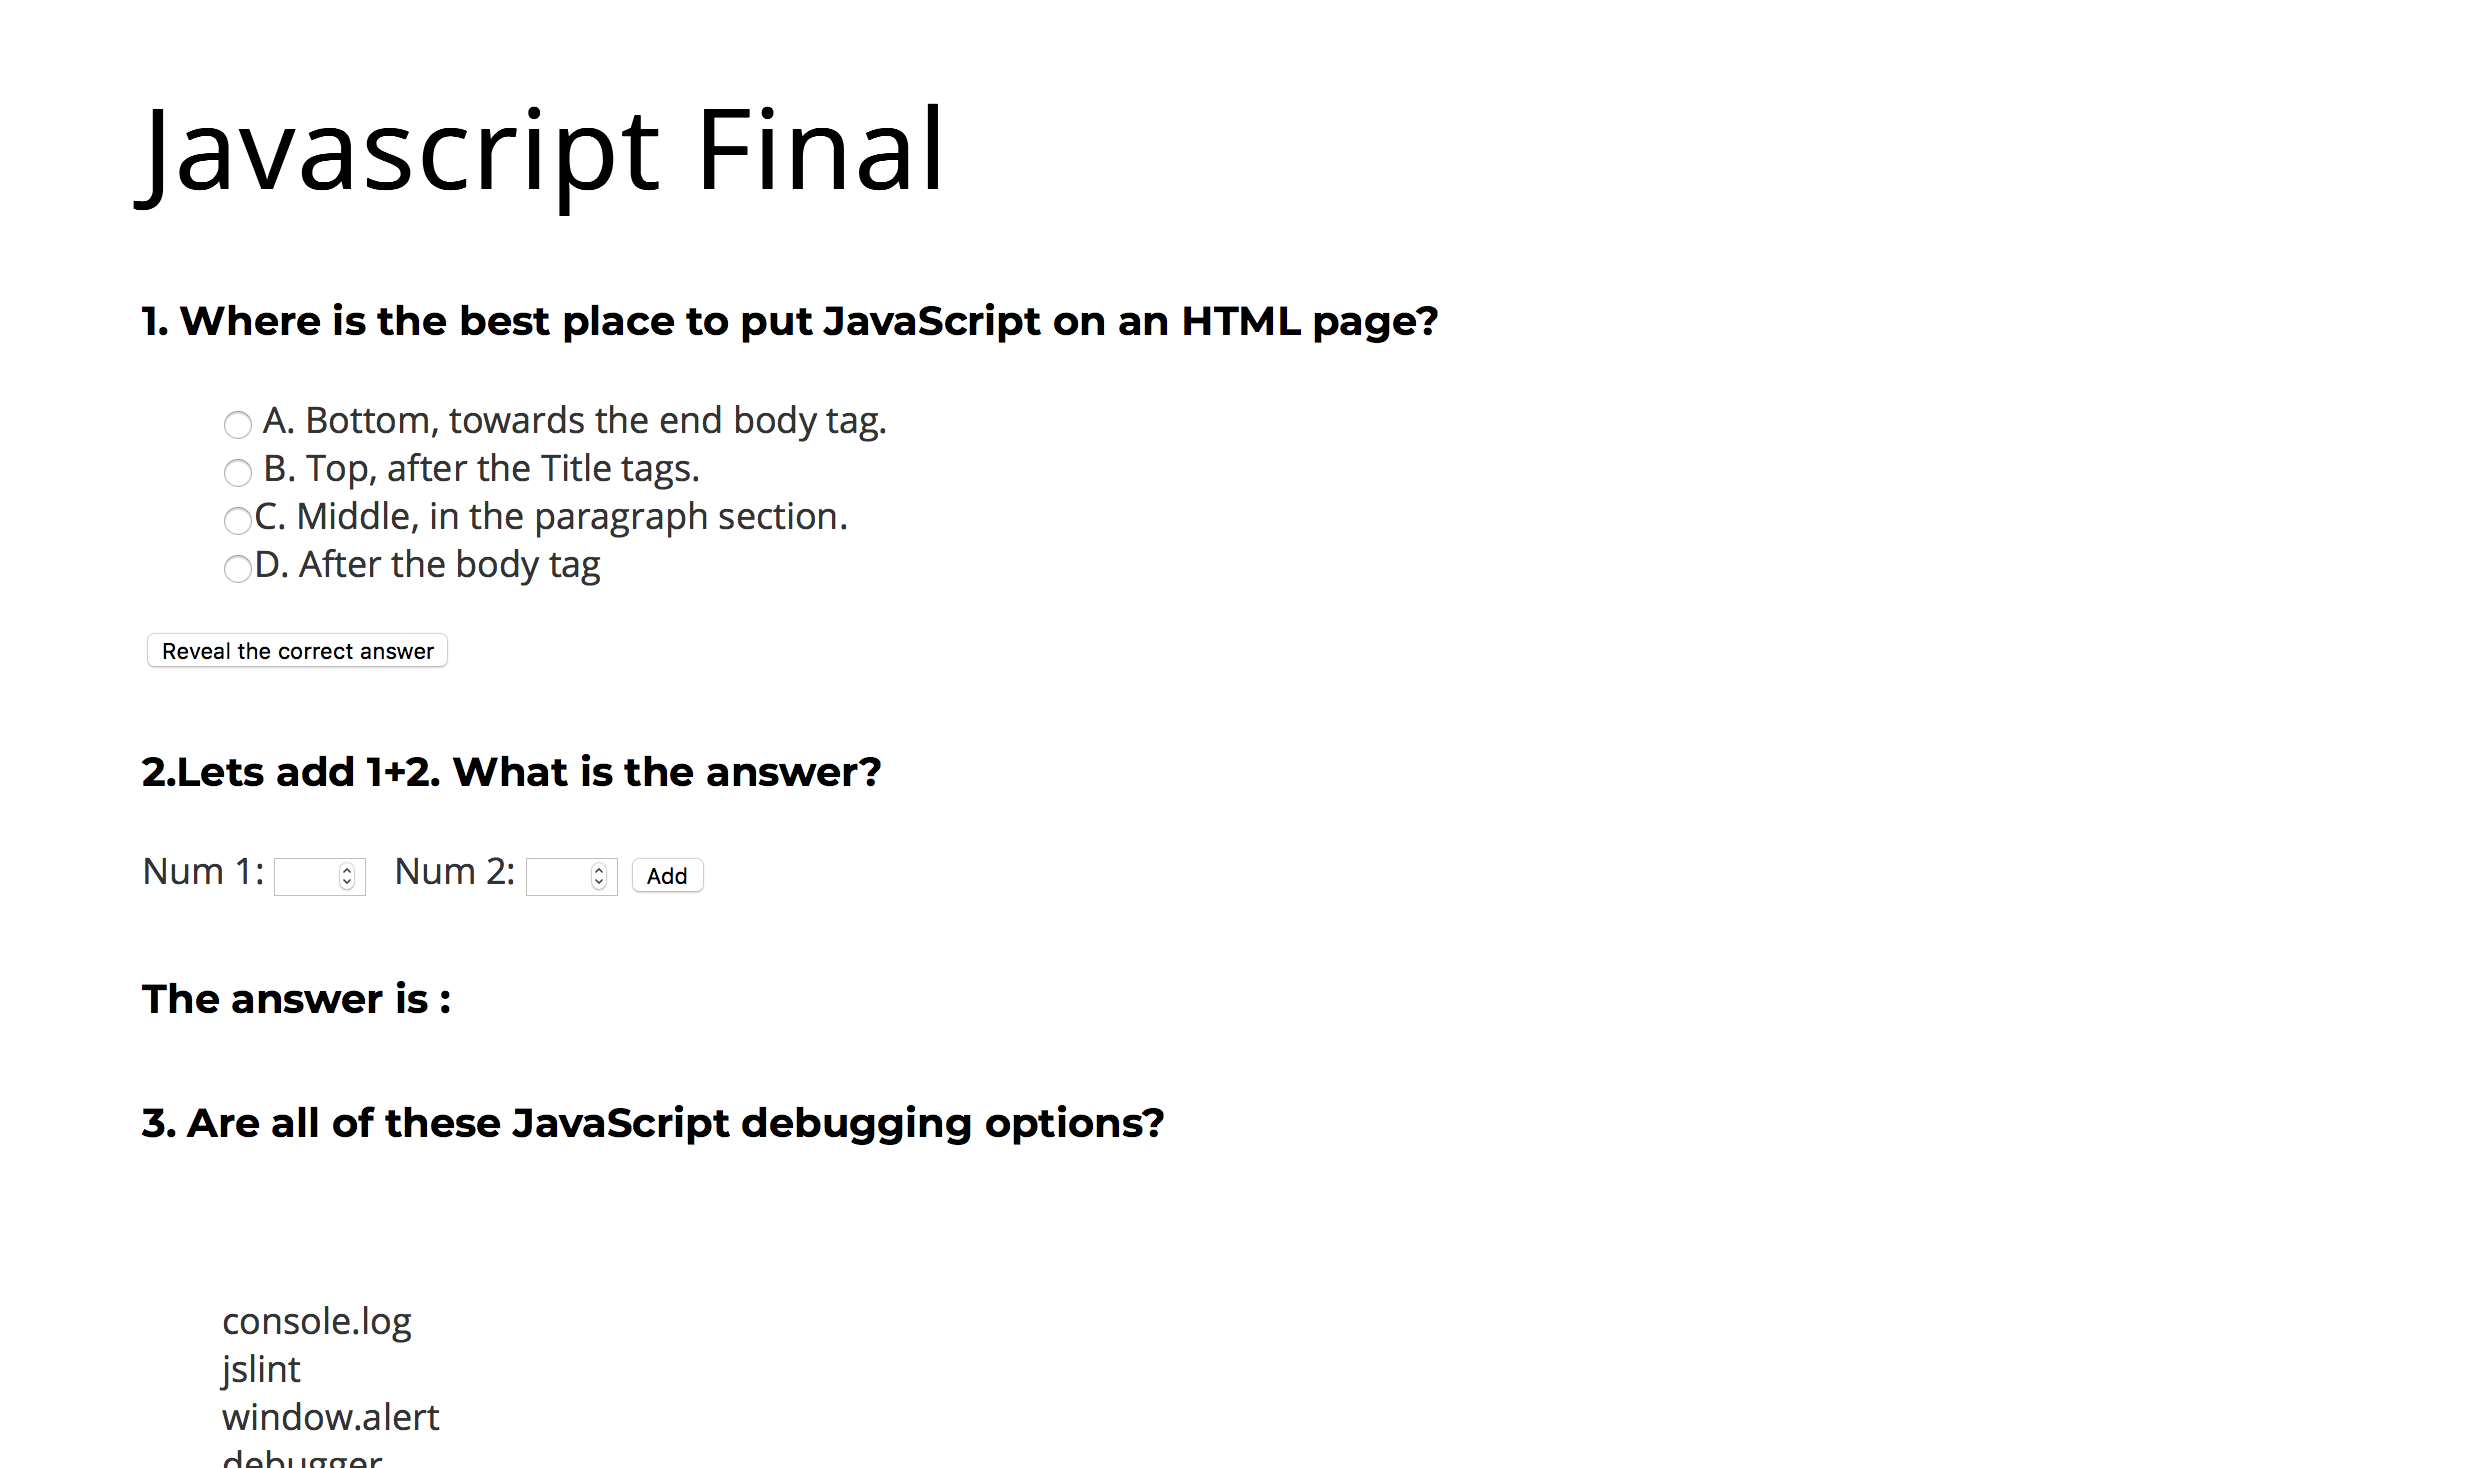 Javascript Final
1. Where is the best place to put JavaScript on an HTML page?
A. Bottom, towards the end body tag.
B. Top, after the Title tags.
C. Middle, in the paragraph section.
D. After the body tag
Reveal the correct answer
2.Lets add 1+2. What is the answer?
Num 1: Num 2: Add
The answer is :
3. Are all of these JavaScript debugging options?
console.log
jslint
window.alert
debugger